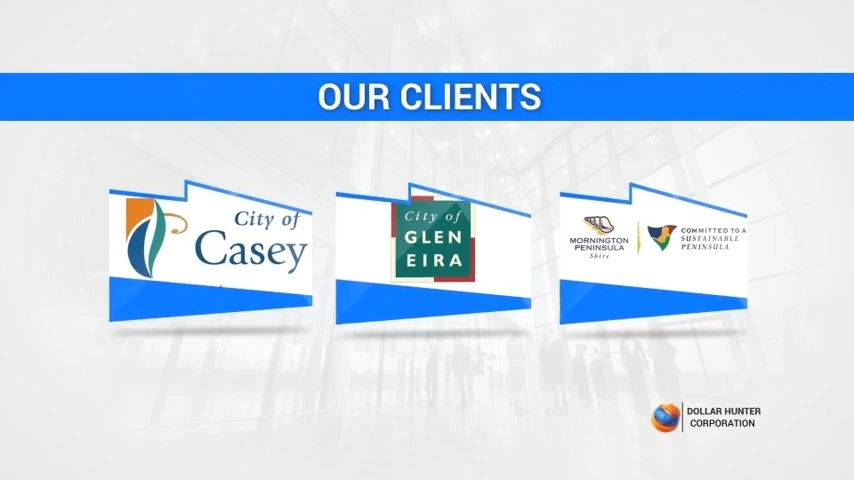 OUR CLIENTS
City of
Casey
City of
GLEN
EIRA
MORNINGTON
PENINSULA
Shire
COMMITTED TO A
SUSTAINABLE
PENINSULA
DOLLAR HUNTER
CORPORATION